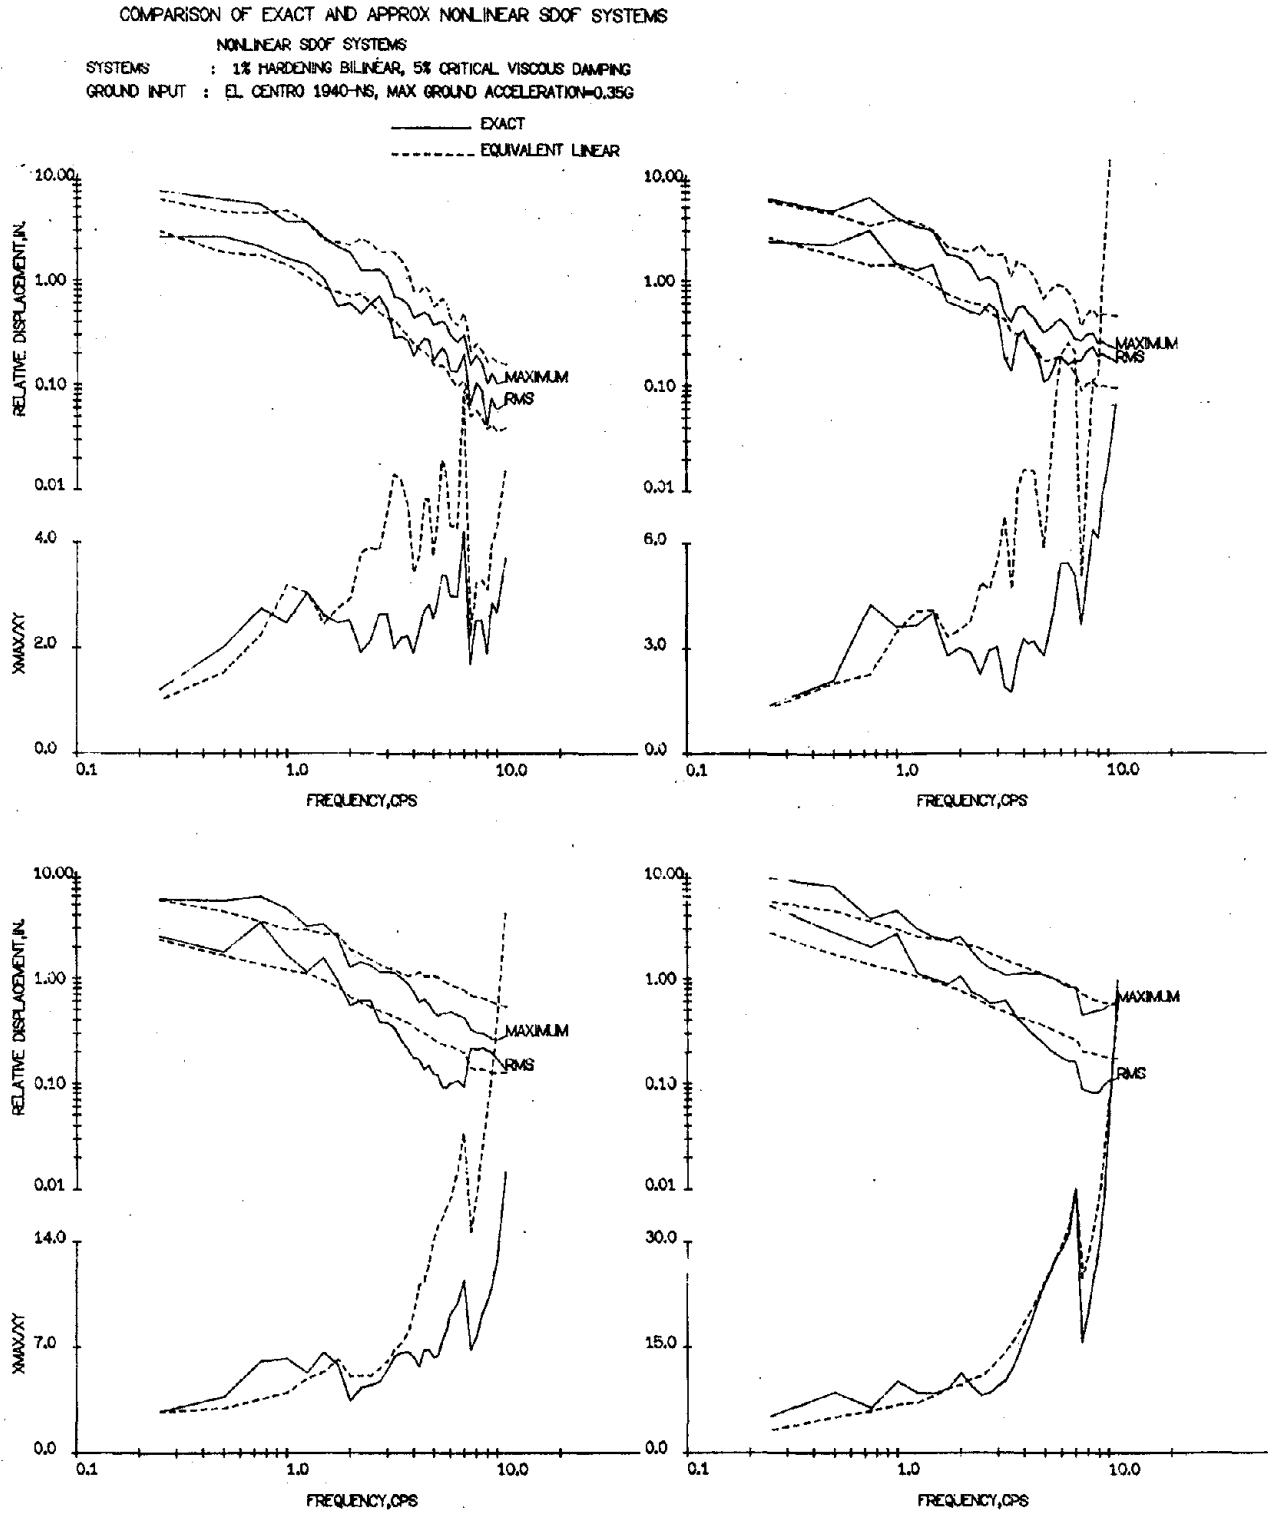 COMPARISON OF EXACT AND APPROX NONLINEAR SDOF SYSTEMS
NONLINEAR SDOF SYSTEMS
SYSTEMS : 1% HARDENING BILINEAR, 5% CRITICAL VISCOUS DAMPING
GROUND INPUT : EL CENTRO 1940-NS, MAX GROUND ACCELERATION=0.35G
EXACT
EQUIVALENT LINEAR
RELATIVE DISPLACEMENT,IN.
10.00
1.00
0.10
0.01
MAXIMUM
RMS
XMAX/XY
4.0
2.0
0.0
0.1 1.0 10.0
FREQUENCY,CPS
10.00
1.00
0.10
0.01
MAXIMUM
RMS
6.0
3.0
0.0
0.1 1.0 10.0
FREQUENCY,CPS
RELATIVE DISPLACEMENT,IN.
10.00
1.00
0.10
0.01
MAXIMUM
RMS
XMAX/XY
14.0
7.0
0.0
0.1 1.0 10.0
FREQUENCY,CPS
10.00
1.00
0.10
0.01
MAXIMUM
RMS
30.0
15.0
0.0
0.1 1.0 10.0
FREQUENCY,CPS